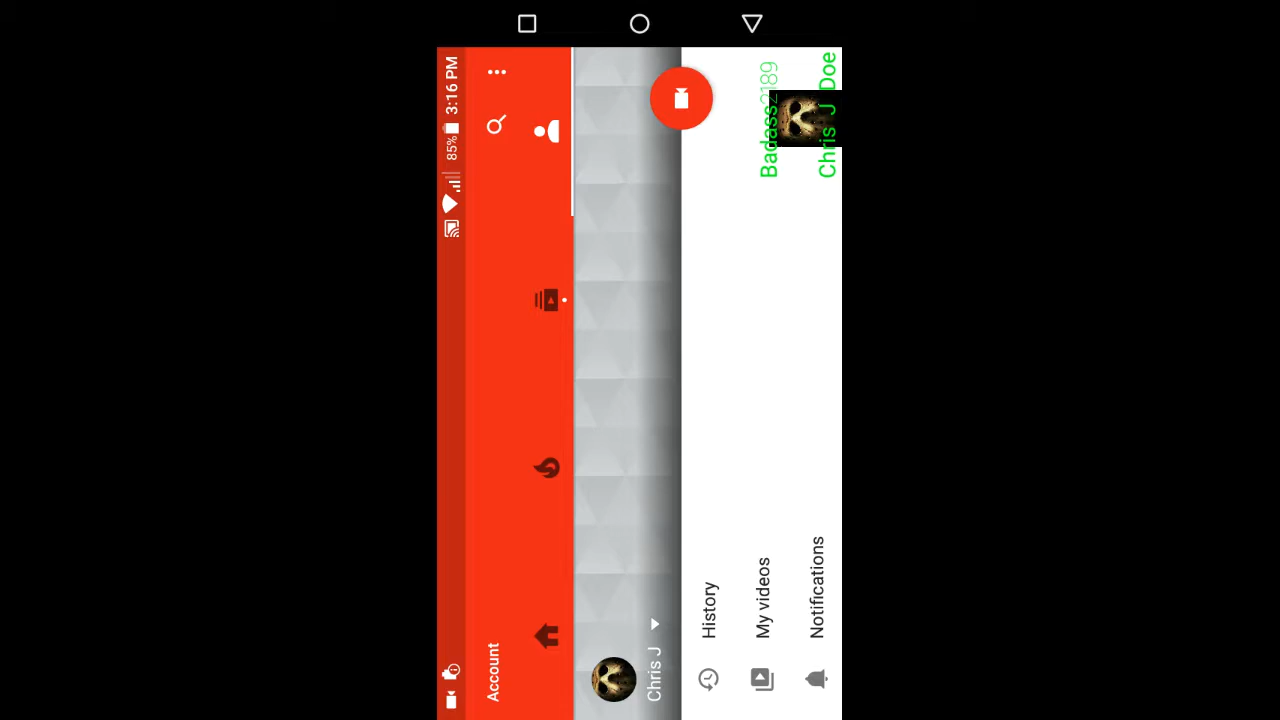 85% 3:16 PM
Account
Chris J
History
My videos
Notifications
Badass2189
Chris J Doe